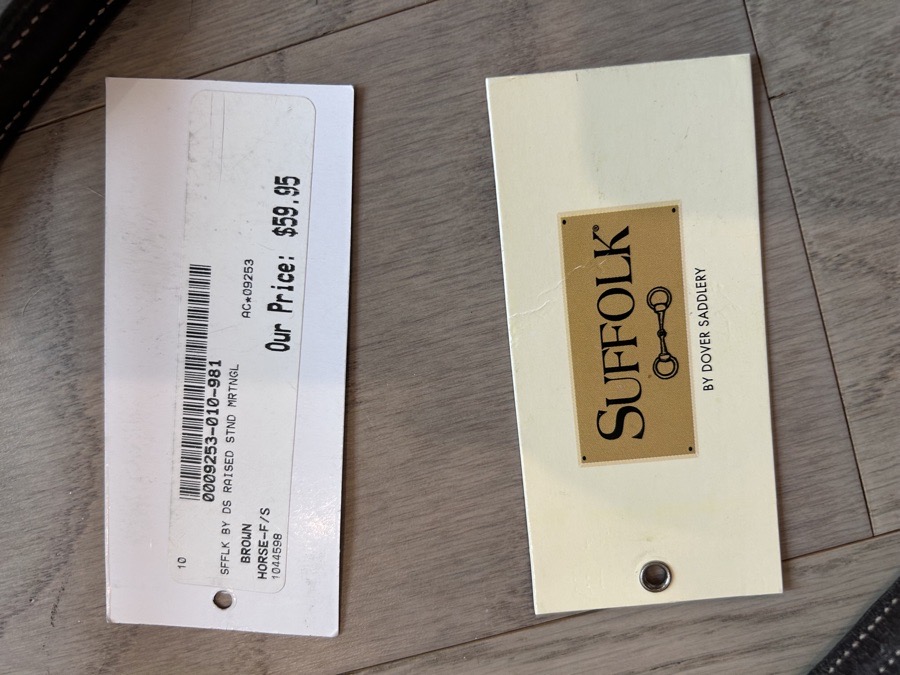 10
0009253-010-981
SFFLK BY DS RAISED STND MRTNGL
AC*09253
BROWN
HORSE-F/S
1044598
Our Price: $59.95
SUFFOLK®
BY DOVER SADDLERY